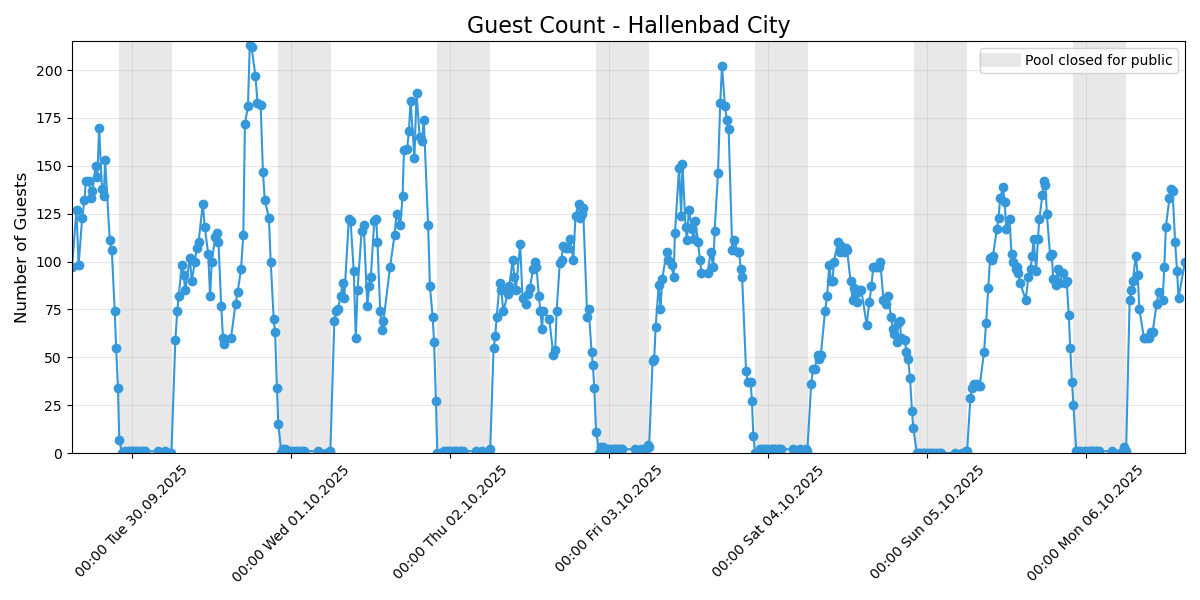 Guest Count - Hallenbad City
Pool closed for public
Number of Guests
200
175
150
125
100
75
50
25
0
00:00 Tue 30.09.2025
00:00 Wed 01.10.2025
00:00 Thu 02.10.2025
00:00 Fri 03.10.2025
00:00 Sat 04.10.2025
00:00 Sun 05.10.2025
00:00 Mon 06.10.2025